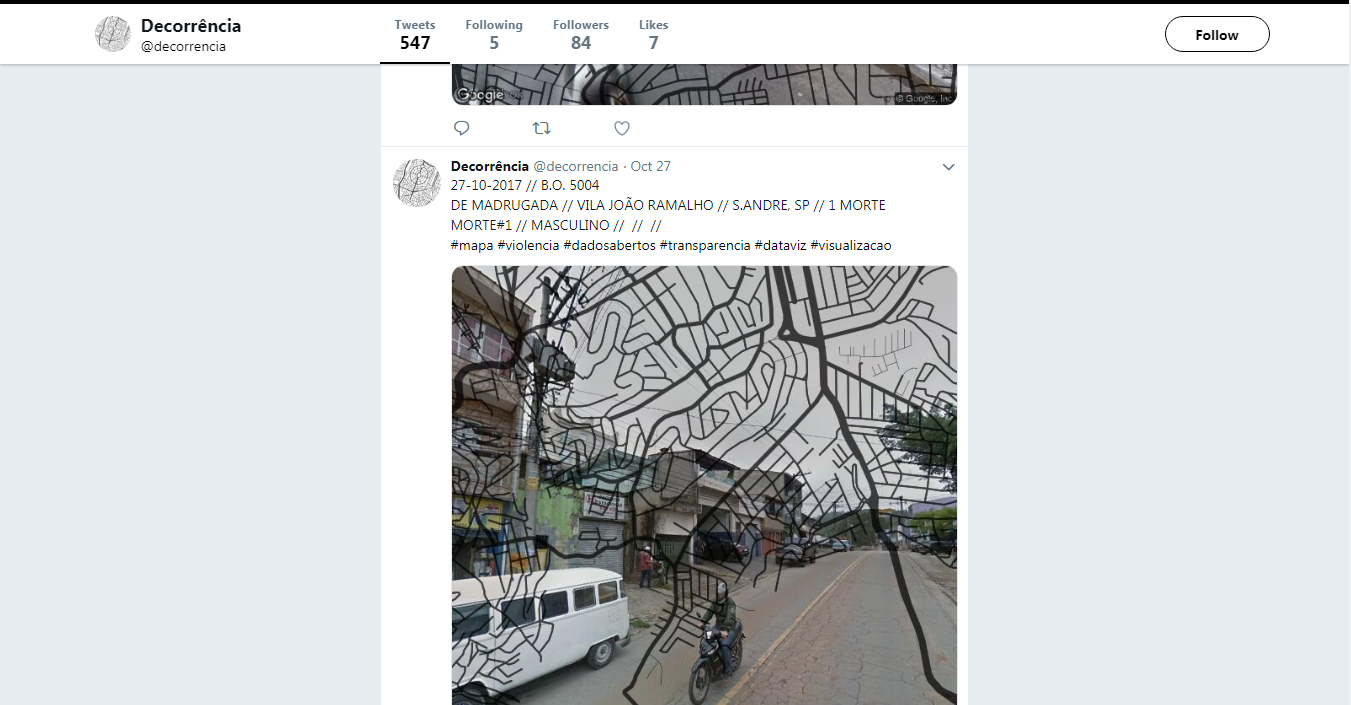 Decorrência
@decorrencia
Tweets
547
Following
5
Followers
84
Likes
7
Follow
Google
© Google, Inc
Decorrência @decorrencia · Oct 27
27-10-2017 // B.O. 5004
DE MADRUGADA // VILA JOÃO RAMALHO // S.ANDRE, SP // 1 MORTE
MORTE#1 // MASCULINO // // //
#mapa #violencia #dadosabertos #transparencia #dataviz #visualizacao